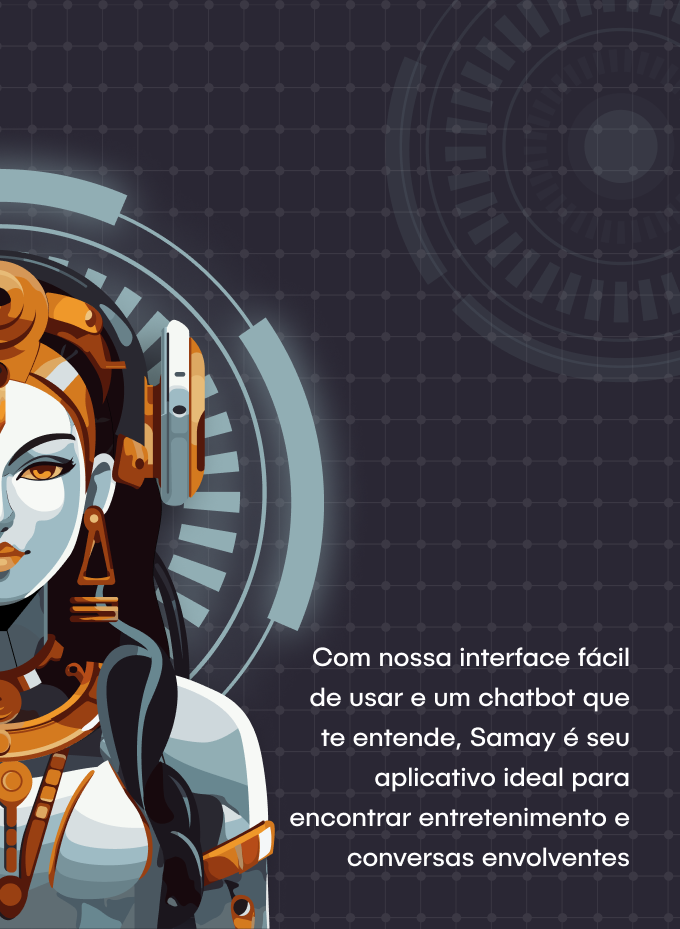 Com nossa interface fácil
de usar e um chatbot que
te entende, Samay é seu
aplicativo ideal para
encontrar entretenimento e
conversas envolventes